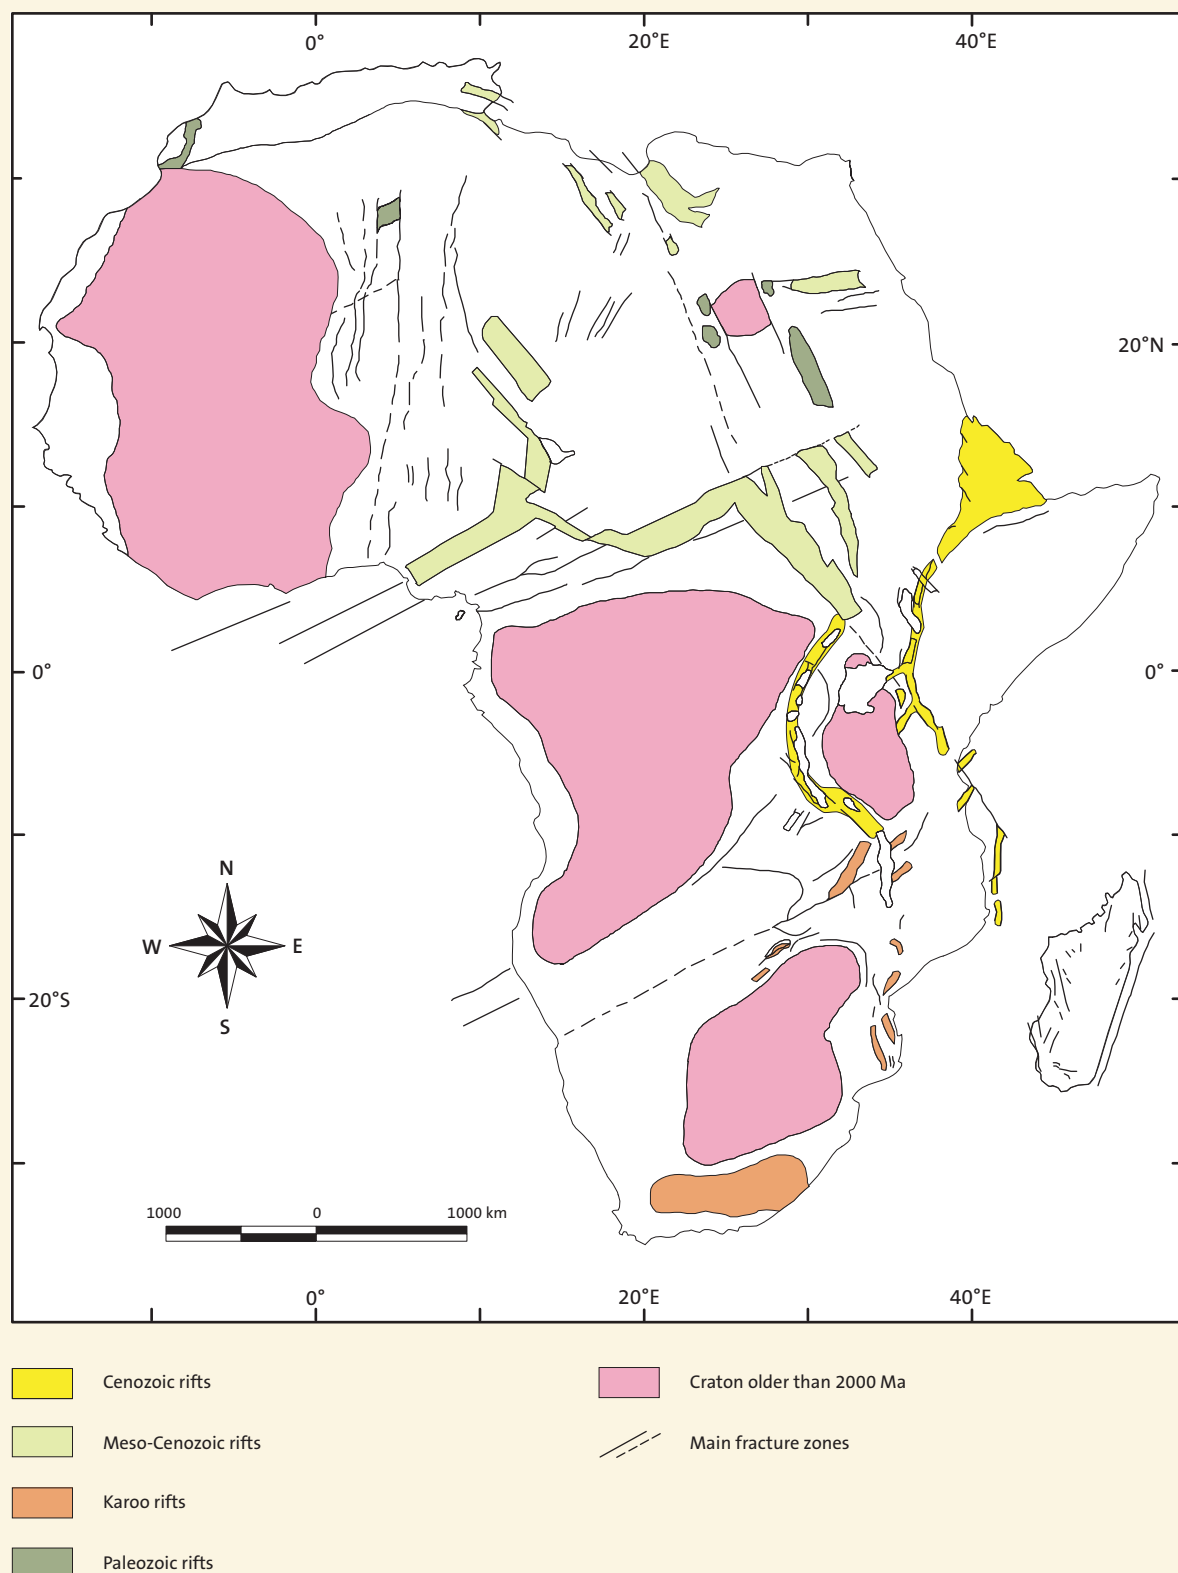 0°
20°E
40°E
20°N
0°
0°
N
W
E
S
20°S
1000
0
1000 km
0°
20°E
40°E
Cenozoic rifts
Craton older than 2000 Ma
Meso-Cenozoic rifts
Main fracture zones
Karoo rifts
Paleozoic rifts